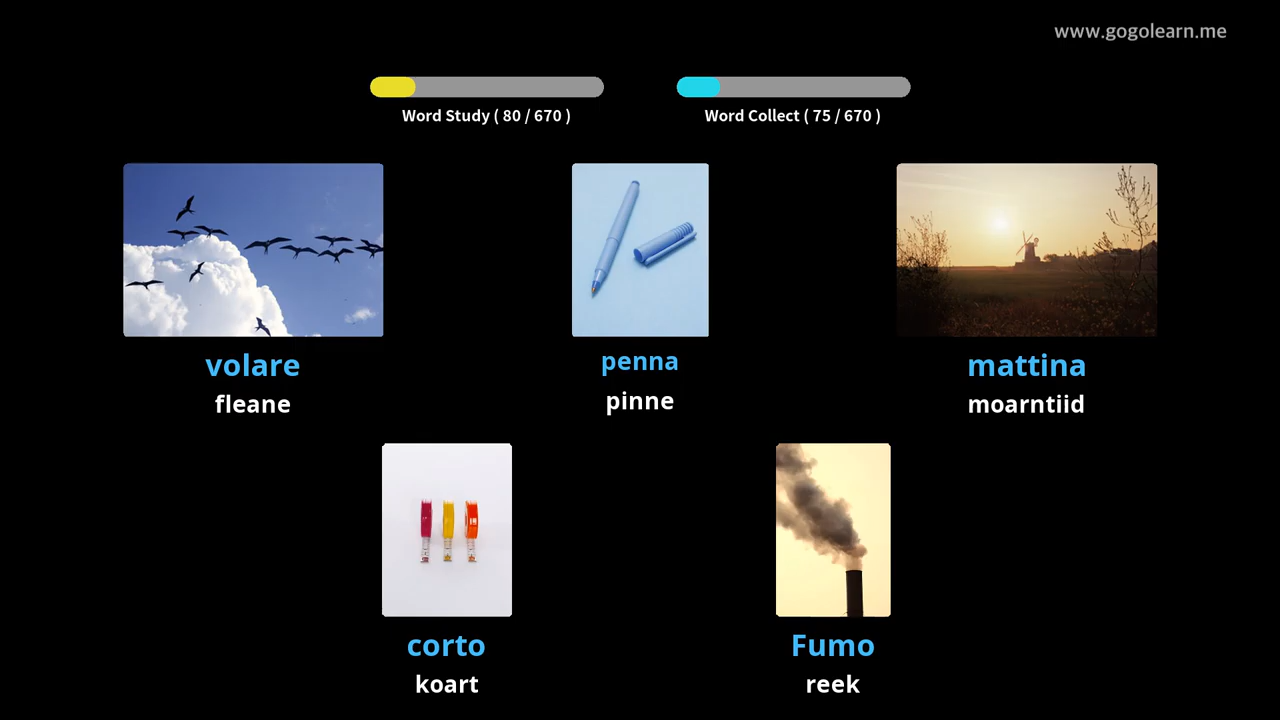 www.gogolearn.me
Word Study ( 80 / 670 )
Word Collect ( 75 / 670 )
volare
fleane
penna
pinne
mattina
moarntiid
corto
koart
Fumo
reek